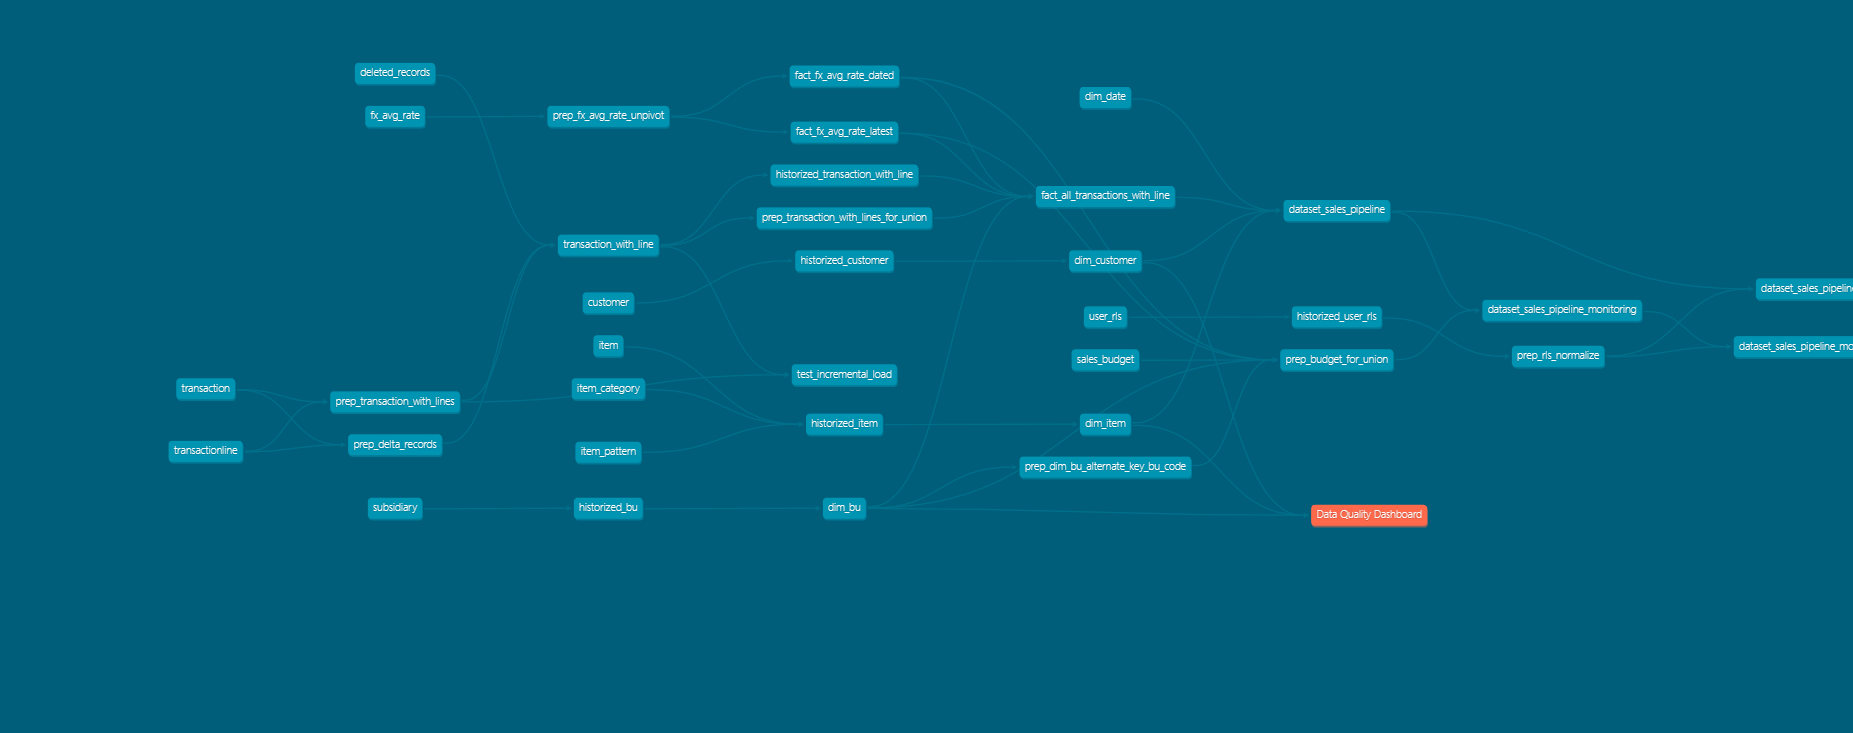 deleted_records
fx_avg_rate
prep_fx_avg_rate_unpivot
fact_fx_avg_rate_dated
fact_fx_avg_rate_latest
dim_date
historized_transaction_with_line
prep_transaction_with_lines_for_union
fact_all_transactions_with_line
dataset_sales_pipeline
transaction_with_line
historized_customer
dim_customer
customer
user_rls
historized_user_rls
dataset_sales_pipeline_monitoring
dataset_sales_pipeline
item
sales_budget
prep_budget_for_union
prep_rls_normalize
dataset_sales_pipeline_mo
test_incremental_load
item_category
transaction
prep_transaction_with_lines
historized_item
dim_item
transactionline
prep_delta_records
item_pattern
prep_dim_bu_alternate_key_bu_code
subsidiary
historized_bu
dim_bu
Data Quality Dashboard